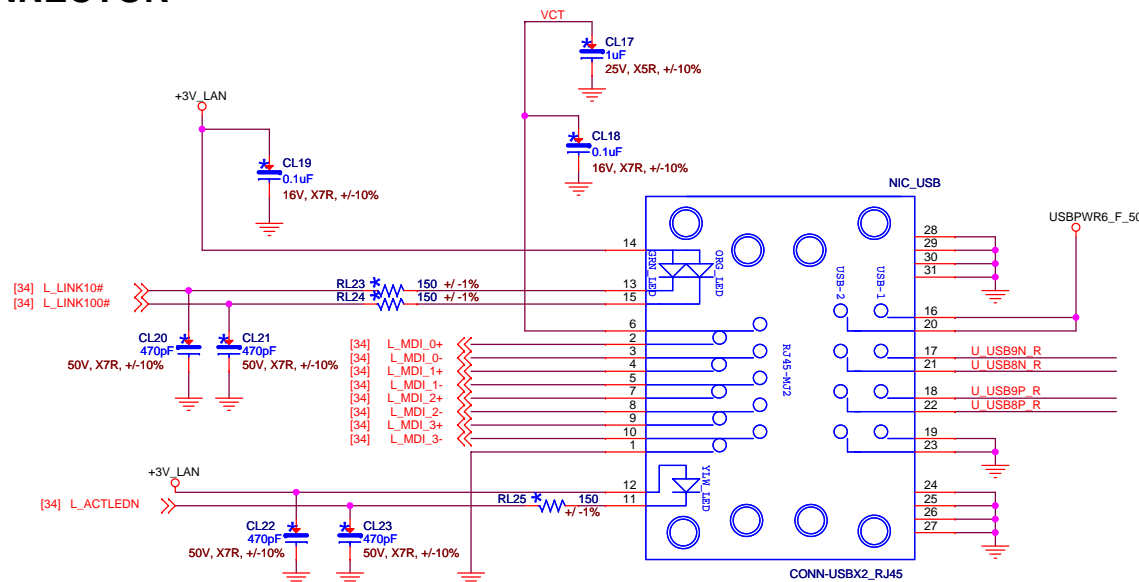 VCT
CL17
1uF
25V, X5R, +/-10%
+3V_LAN
CL18
0.1uF
16V, X7R, +/-10%
CL19
0.1uF
16V, X7R, +/-10%
NIC_USB
USBPWR6_F_50
28
29
30
31
14
GRN_LED
ORG_LED
USB-2
USB-1
[34] L_LINK10#
RL23 150 +/-1%
13
[34] L_LINK100#
RL24 150 +/-1%
15
16
20
6
CL20
470pF
50V, X7R, +/-10%
CL21
470pF
50V, X7R, +/-10%
[34] L_MDI_0+ 2
[34] L_MDI_0- 3
[34] L_MDI_1+ 4
[34] L_MDI_1- 5
[34] L_MDI_2+ 7
[34] L_MDI_2- 8
[34] L_MDI_3+ 9
[34] L_MDI_3- 10
1
RJ45-MJ2
17 U_USB9N_R
21 U_USB8N_R
18 U_USB9P_R
22 U_USB8P_R
19
23
+3V_LAN
12
[34] L_ACTLEDN
RL25 150
+/-1%
11
YLW_LED
24
25
26
27
CL22
470pF
50V, X7R, +/-10%
CL23
470pF
50V, X7R, +/-10%
CONN-USBX2_RJ45